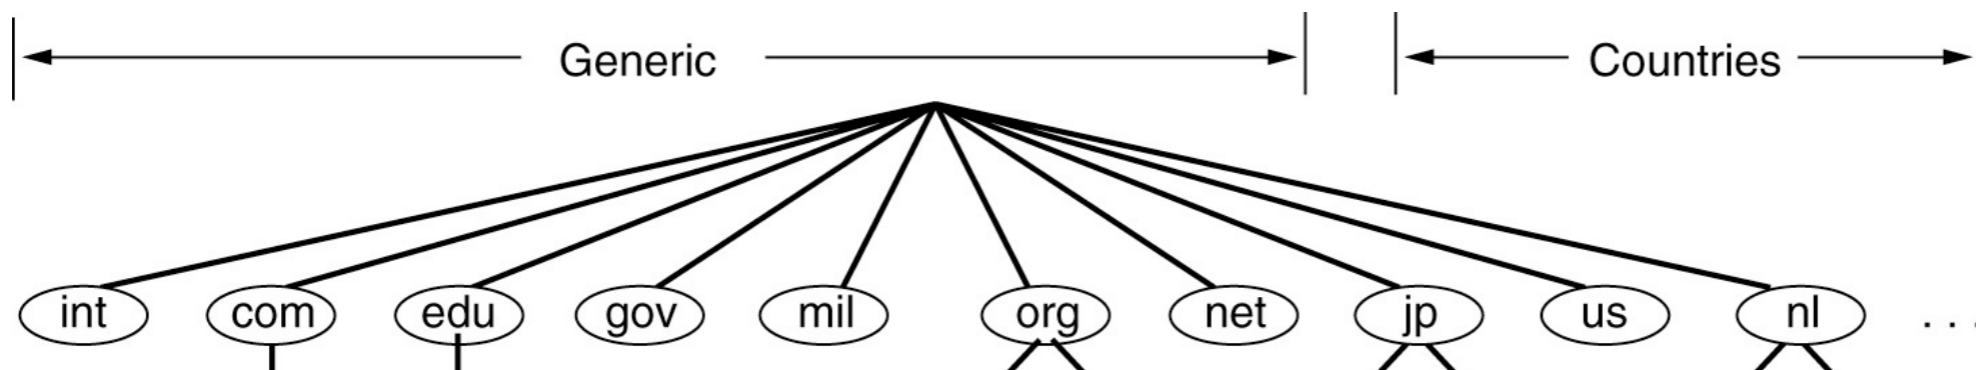 Generic Countries
int com edu gov mil org net jp us nl . . .